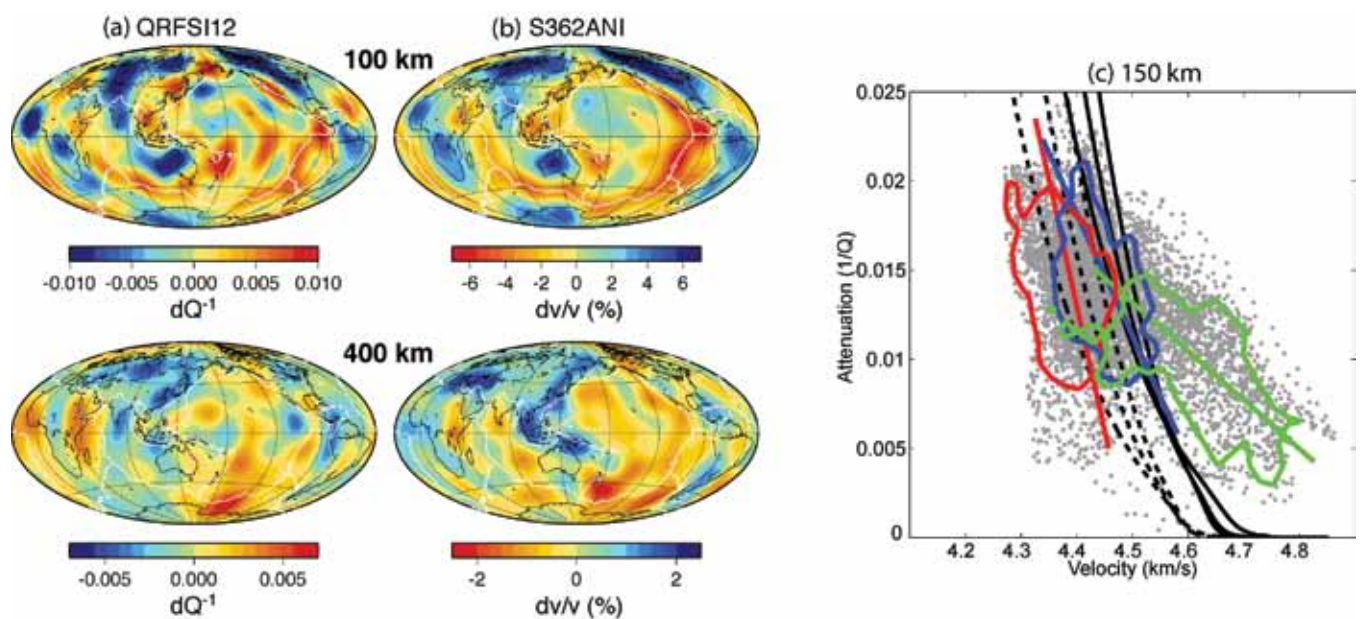 (a) QRFSI12
(b) S362ANI
100 km
-0.010 -0.005 0.000 0.005 0.010
dQ⁻¹
-6 -4 -2 0 2 4 6
dv/v (%)
400 km
-0.005 0.000 0.005
dQ⁻¹
-2 0 2
dv/v (%)
(c) 150 km
0.025
0.02
0.015
0.01
0.005
0
Attenuation (1/Q)
4.2 4.3 4.4 4.5 4.6 4.7 4.8
Velocity (km/s)